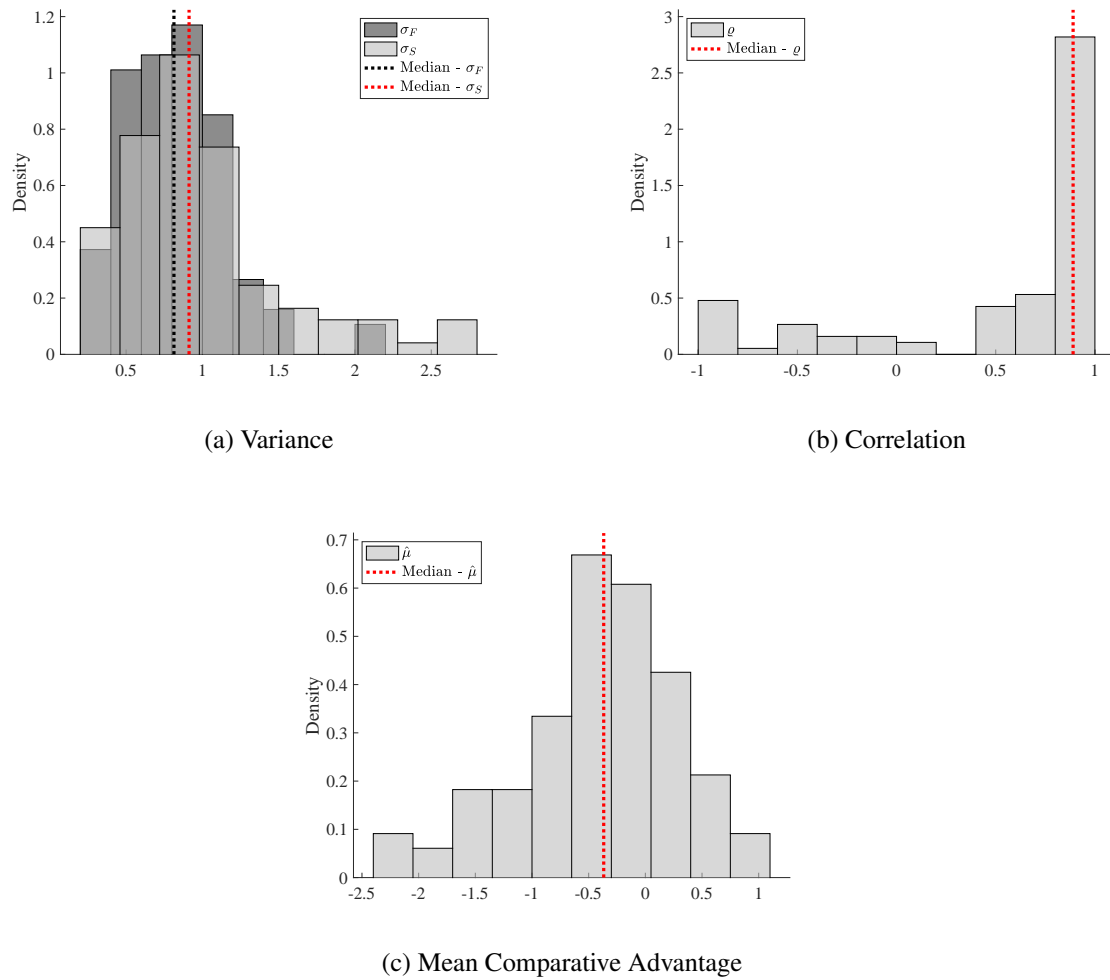 1.2
1
0.8
0.6
0.4
0.2
0
Density
0.5 1 1.5 2 2.5
σ_F
σ_S
Median - σ_F
Median - σ_S
(a) Variance
3
2.5
2
1.5
1
0.5
0
Density
-1 -0.5 0 0.5 1
ϱ
Median - ϱ
(b) Correlation
0.7
0.6
0.5
0.4
0.3
0.2
0.1
0
Density
-2.5 -2 -1.5 -1 -0.5 0 0.5 1
μ̂
Median - μ̂
(c) Mean Comparative Advantage